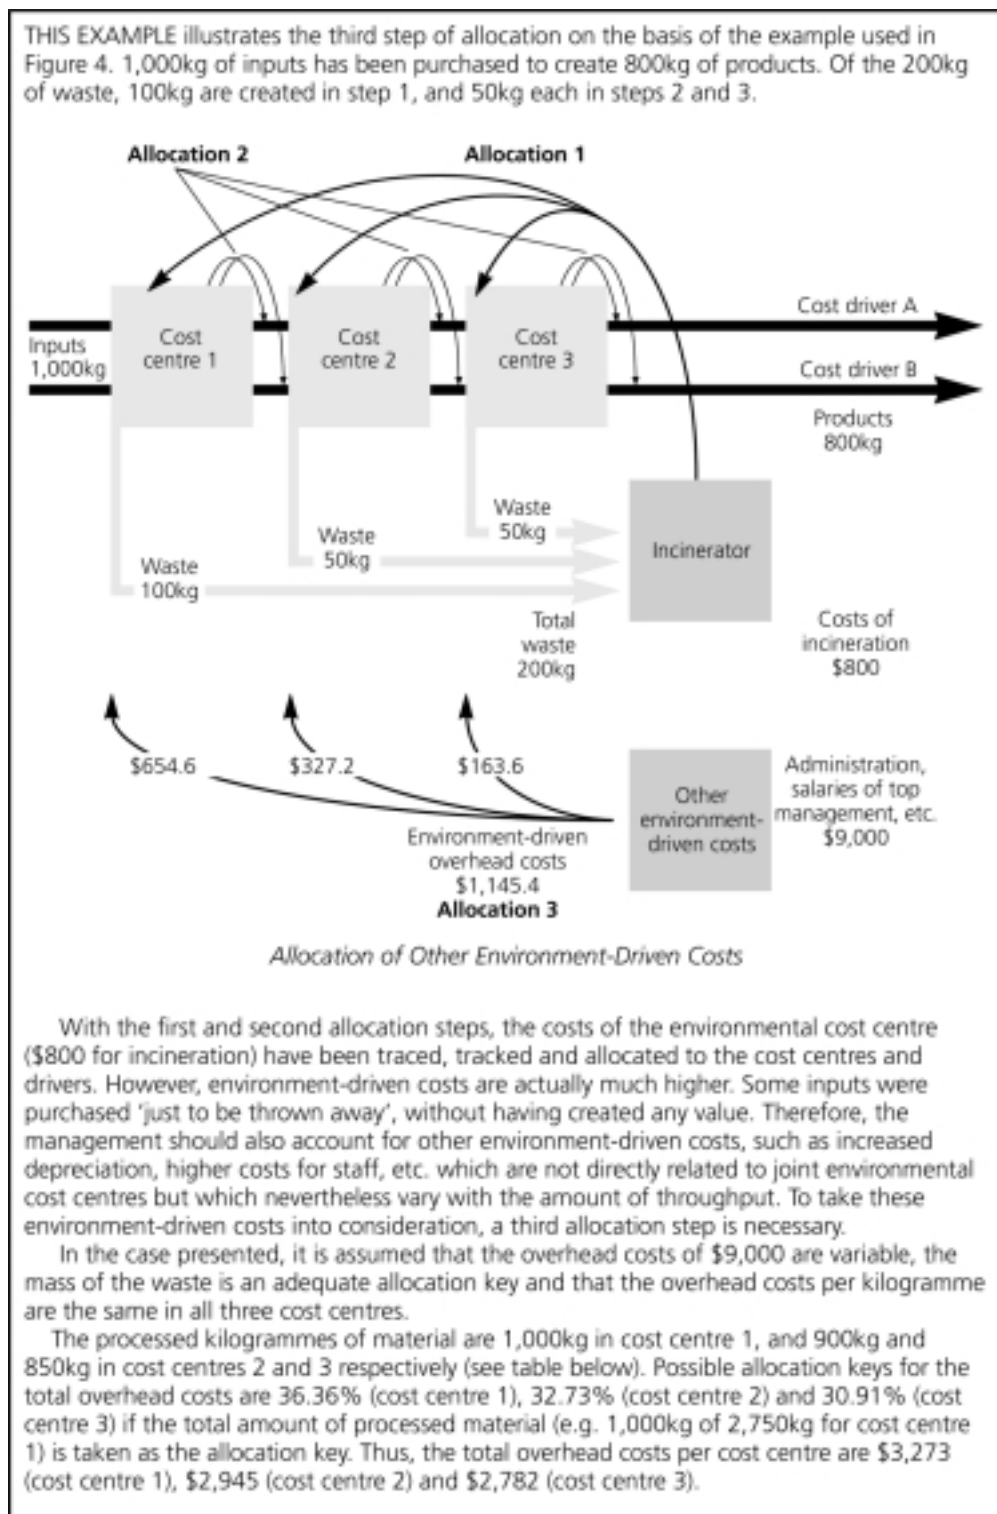 THIS EXAMPLE illustrates the third step of allocation on the basis of the example used in
Figure 4. 1,000kg of inputs has been purchased to create 800kg of products. Of the 200kg
of waste, 100kg are created in step 1, and 50kg each in steps 2 and 3.
Allocation 2
Allocation 1
Cost driver A
Inputs
1,000kg
Cost
centre 1
Cost
centre 2
Cost
centre 3
Cost driver B
Products
800kg
Waste
50kg
Waste
50kg
Waste
100kg
Incinerator
Total
waste
200kg
Costs of
incineration
$800
$654.6
$327.2
$163.6
Other
environment-
driven costs
Administration,
salaries of top
management, etc.
$9,000
Environment-driven
overhead costs
$1,145.4
Allocation 3
Allocation of Other Environment-Driven Costs
With the first and second allocation steps, the costs of the environmental cost centre
($800 for incineration) have been traced, tracked and allocated to the cost centres and
drivers. However, environment-driven costs are actually much higher. Some inputs were
purchased 'just to be thrown away', without having created any value. Therefore, the
management should also account for other environment-driven costs, such as increased
depreciation, higher costs for staff, etc. which are not directly related to joint environmental
cost centres but which nevertheless vary with the amount of throughput. To take these
environment-driven costs into consideration, a third allocation step is necessary.
In the case presented, it is assumed that the overhead costs of $9,000 are variable, the
mass of the waste is an adequate allocation key and that the overhead costs per kilogramme
are the same in all three cost centres.
The processed kilogrammes of material are 1,000kg in cost centre 1, and 900kg and
850kg in cost centres 2 and 3 respectively (see table below). Possible allocation keys for the
total overhead costs are 36.36% (cost centre 1), 32.73% (cost centre 2) and 30.91% (cost
centre 3) if the total amount of processed material (e.g. 1,000kg of 2,750kg for cost centre
1) is taken as the allocation key. Thus, the total overhead costs per cost centre are $3,273
(cost centre 1), $2,945 (cost centre 2) and $2,782 (cost centre 3).